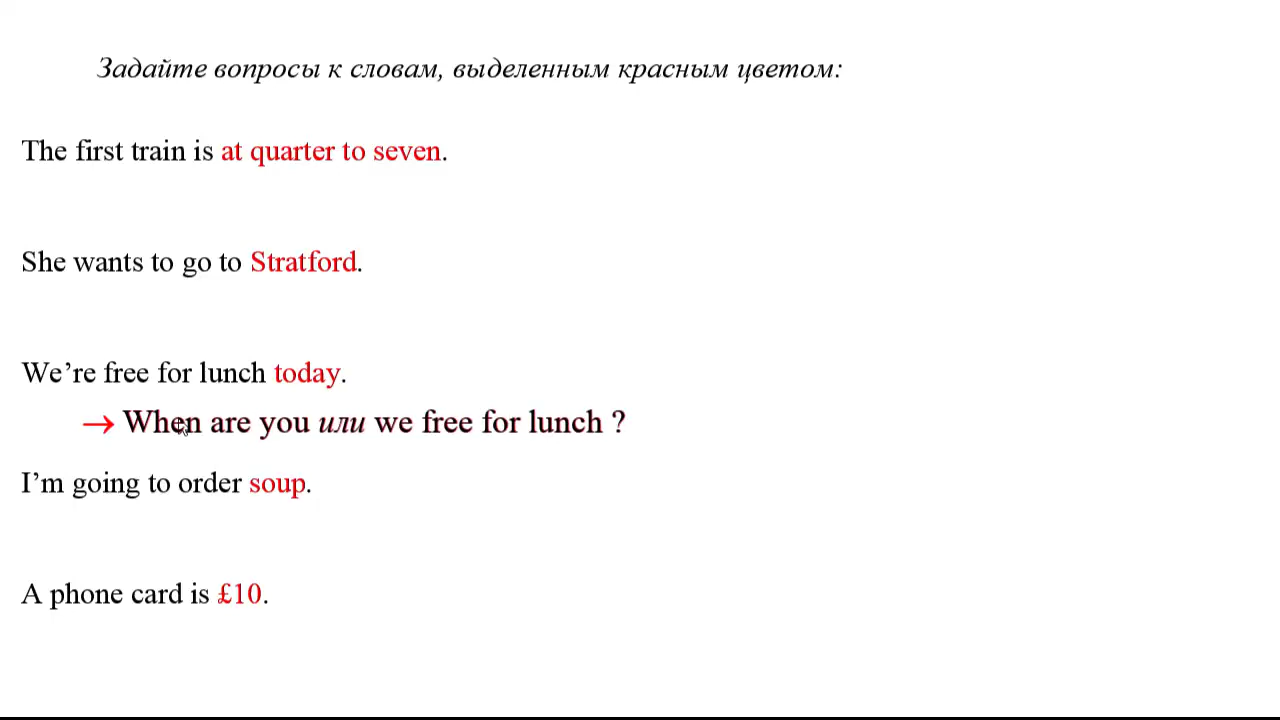 Задайте вопросы к словам, выделенным красным цветом:
The first train is at quarter to seven.
She wants to go to Stratford.
We’re free for lunch today.
→ When are you или we free for lunch ?
I’m going to order soup.
A phone card is £10.